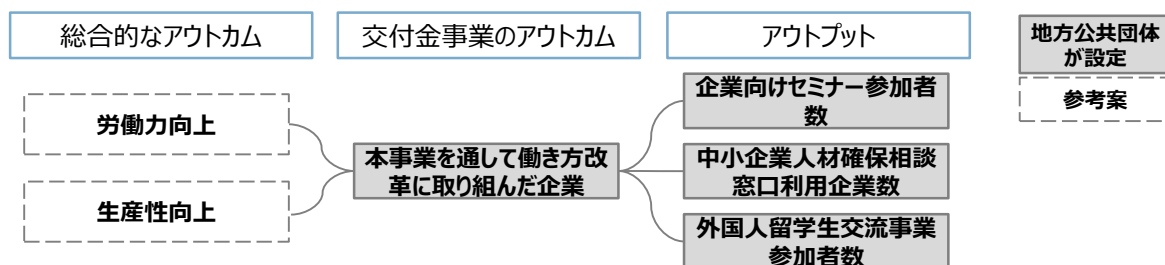 総合的なアウトカム
交付金事業のアウトカム
アウトプット
地方公共団体
が設定
参考案
労働力向上
生産性向上
本事業を通して働き方改
革に取り組んだ企業
企業向けセミナー参加者
数
中小企業人材確保相談
窓口利用企業数
外国人留学生交流事業
参加者数